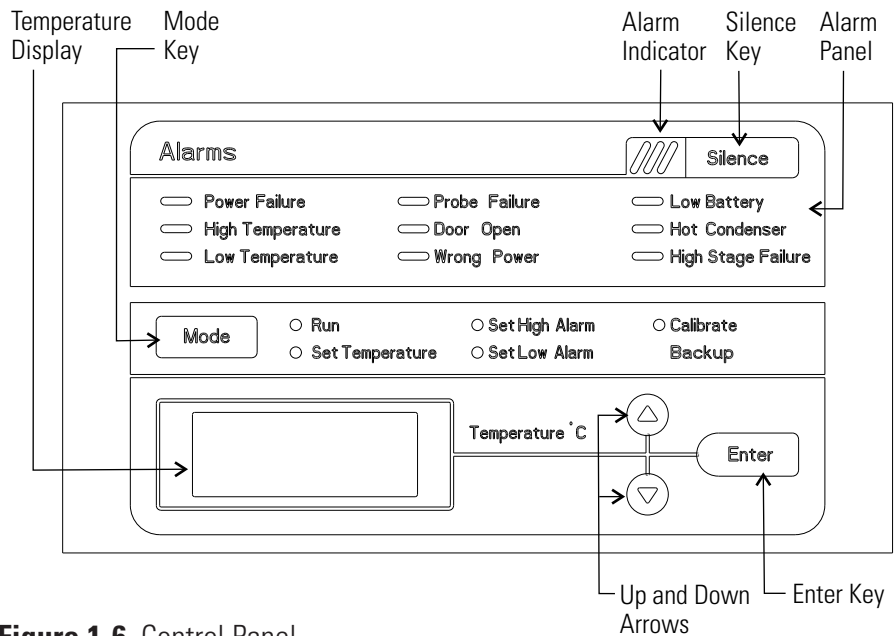 Temperature Display
Mode Key
Alarm Indicator
Silence Key
Alarm Panel
Alarms
Silence
Power Failure
Probe Failure
Low Battery
High Temperature
Door Open
Hot Condenser
Low Temperature
Wrong Power
High Stage Failure
Mode
Run
Set High Alarm
Calibrate
Set Temperature
Set Low Alarm
Backup
Temperature °C
Enter
Up and Down Arrows
Enter Key
Figure 1-6. Control Panel